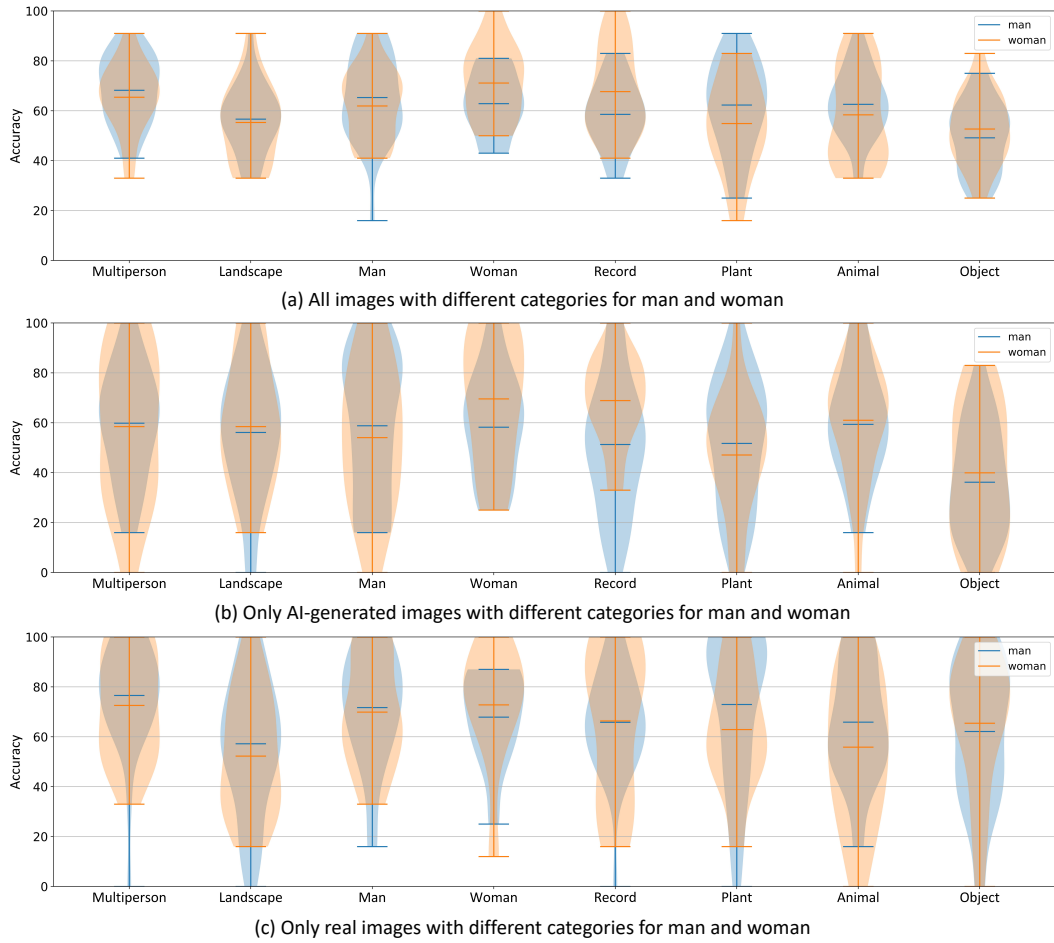 100
80
60
40
20
0
Accuracy
man
woman
Multiperson Landscape Man Woman Record Plant Animal Object
(a) All images with different categories for man and woman
100
80
60
40
20
0
Accuracy
man
woman
Multiperson Landscape Man Woman Record Plant Animal Object
(b) Only AI-generated images with different categories for man and woman
100
80
60
40
20
0
Accuracy
man
woman
Multiperson Landscape Man Woman Record Plant Animal Object
(c) Only real images with different categories for man and woman